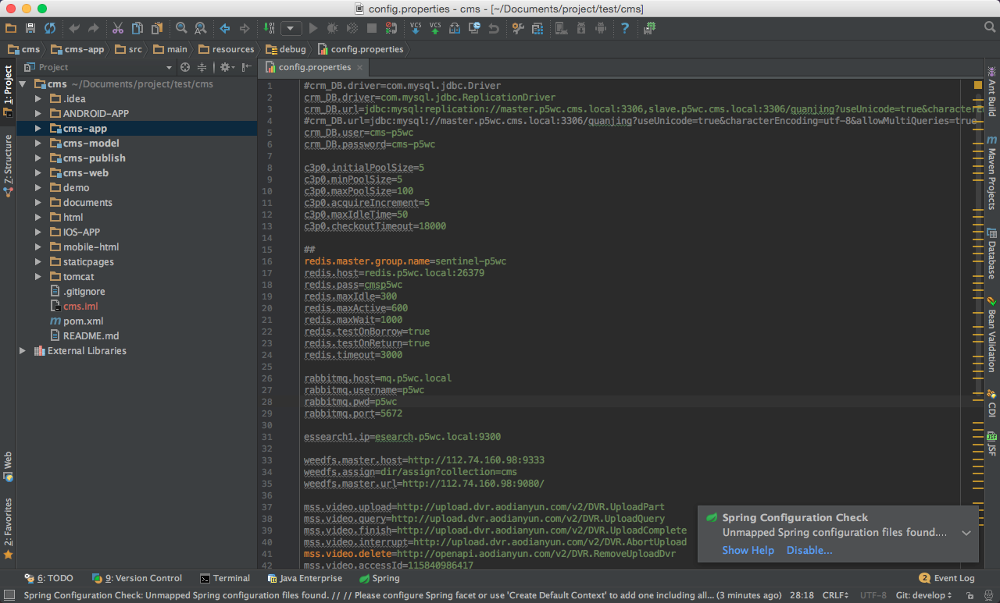 config.properties - cms - [~/Documents/project/test/cms]
cms cms-app src main resources debug config.properties
Project
config.properties
1: Project
7: Structure
Web
2: Favorites
cms ~/Documents/project/test/cms
.idea
ANDROID-APP
cms-app
cms-model
cms-publish
cms-web
demo
documents
html
IOS-APP
mobile-html
staticpages
tomcat
.gitignore
cms.iml
pom.xml
README.md
External Libraries
1 #crm_DB.driver=com.mysql.jdbc.Driver
2 crm_DB.driver=com.mysql.jdbc.ReplicationDriver
3 crm_DB.url=jdbc:mysql:replication://master.p5wc.cms.local:3306,slave.p5wc.cms.local:3306/quanjing?useUnicode=true&characterE
4 #crm_DB.url=jdbc:mysql://master.p5wc.cms.local:3306/quanjing?useUnicode=true&characterEncoding=utf-8&allowMultiQueries=true
5 crm_DB.user=cms-p5wc
6 crm_DB.password=cms-p5wc
7
8 c3p0.initialPoolSize=5
9 c3p0.minPoolSize=5
10 c3p0.maxPoolSize=100
11 c3p0.acquireIncrement=5
12 c3p0.maxIdleTime=50
13 c3p0.checkoutTimeout=18000
14
15 ##
16 redis.master.group.name=sentinel-p5wc
17 redis.host=redis.p5wc.local:26379
18 redis.pass=cmsp5wc
19 redis.maxIdle=300
20 redis.maxActive=600
21 redis.maxWait=1000
22 redis.testOnBorrow=true
23 redis.testOnReturn=true
24 redis.timeout=3000
25
26 rabbitmq.host=mq.p5wc.local
27 rabbitmq.username=p5wc
28 rabbitmq.pwd=p5wc
29 rabbitmq.port=5672
30
31 essearch1.ip=esearch.p5wc.local:9300
32
33 weedfs.master.host=http://112.74.160.98:9333
34 weedfs.assign=dir/assign?collection=cms
35 weedfs.master.url=http://112.74.160.98:9080/
36
37 mss.video.upload=http://upload.dvr.aodianyun.com/v2/DVR.UploadPart
38 mss.video.query=http://upload.dvr.aodianyun.com/v2/DVR.UploadQuery
39 mss.video.finish=http://upload.dvr.aodianyun.com/v2/DVR.UploadComplete
40 mss.video.interrupt=http://upload.dvr.aodianyun.com/v2/DVR.AbortUpload
41 mss.video.delete=http://openapi.aodianyun.com/v2/DVR.RemoveUploadDvr
42 mss.video.accessId=115840986417
Ant Build
Maven Projects
Database
Bean Validation
CDI
JSF
Spring Configuration Check
Unmapped Spring configuration files found....
Show Help Disable...
6: TODO 9: Version Control Terminal Java Enterprise Spring 2 Event Log
Spring Configuration Check: Unmapped Spring configuration files found. // // Please configure Spring facet or use 'Create Default Context' to add one including all... (3 minutes ago) 28:18 CRLF UTF-8 Git: develop